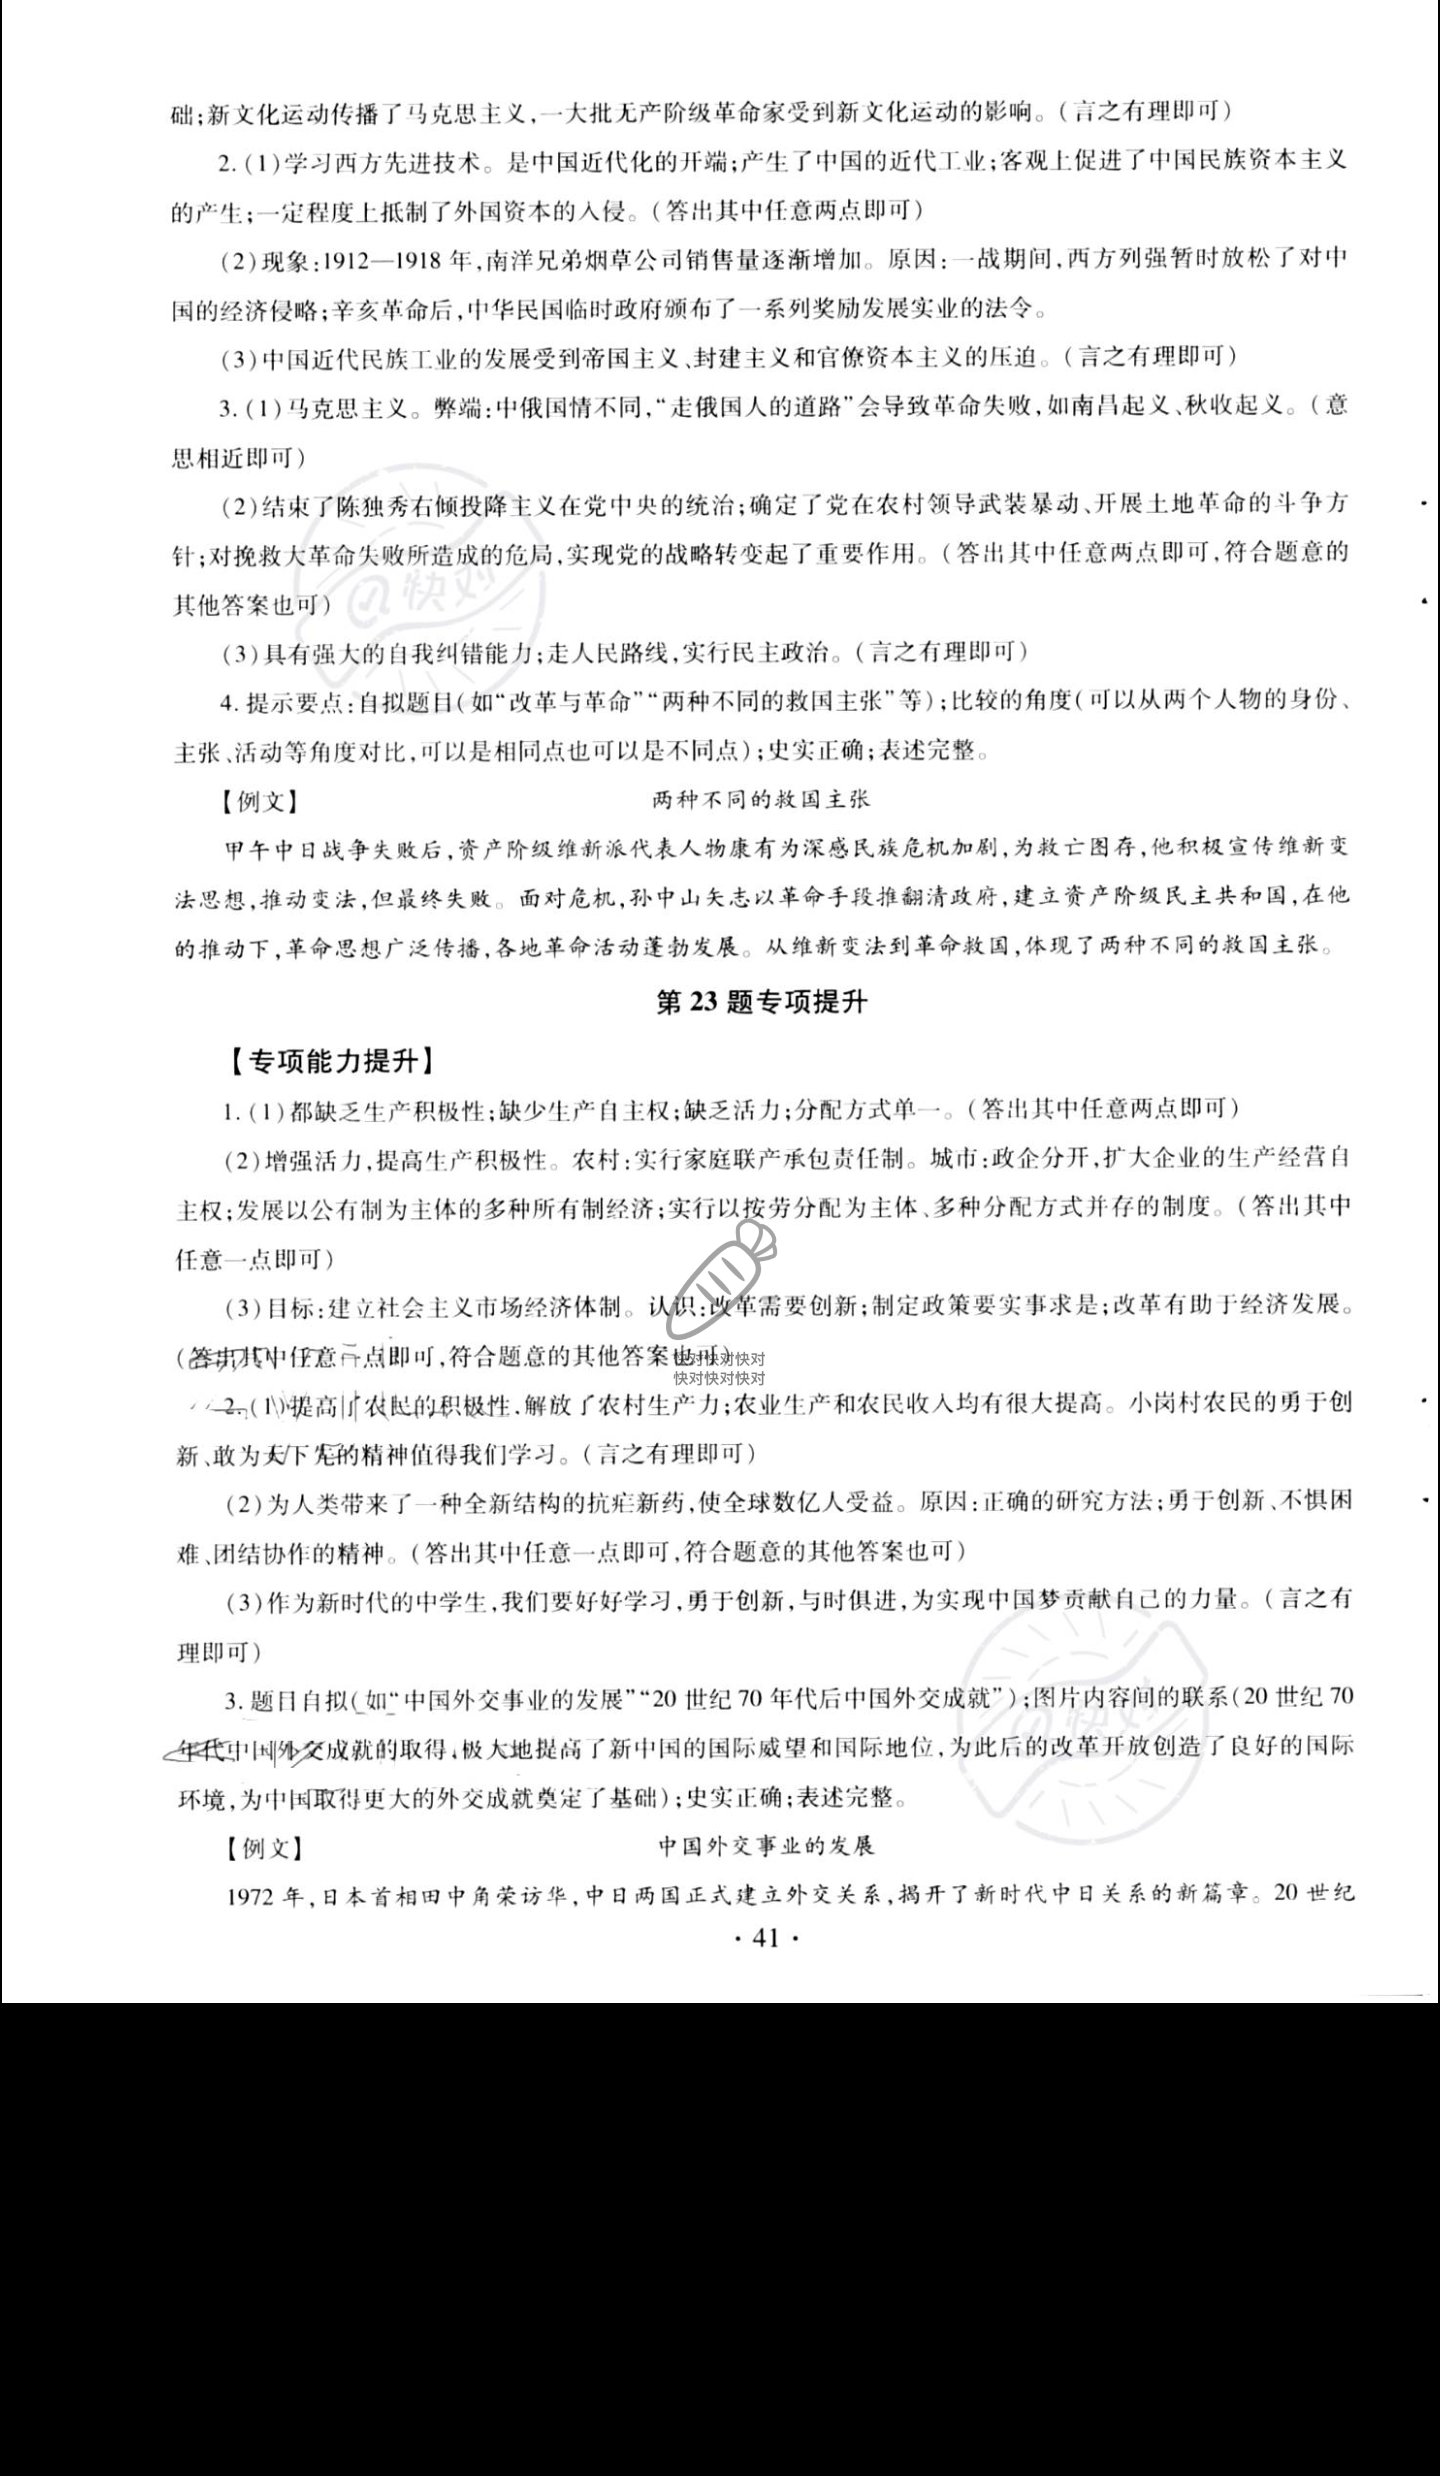 础;新文化运动传播了马克思主义,一大批无产阶级革命家受到新文化运动的影响。(言之有理即可)
2.(1)学习西方先进技术。是中国近代化的开端;产生了中国的近代工业;客观上促进了中国民族资本主义
的产生;一定程度上抵制了外国资本的入侵。(答出其中任意两点即可)
(2)现象:1912—1918年,南洋兄弟烟草公司销售量逐渐增加。原因:一战期间,西方列强暂时放松了对中
国的经济侵略;辛亥革命后,中华民国临时政府颁布了一系列奖励发展实业的法令。
(3)中国近代民族工业的发展受到帝国主义、封建主义和官僚资本主义的压迫。(言之有理即可)
3.(1)马克思主义。弊端:中俄国情不同,“走俄国人的道路”会导致革命失败,如南昌起义、秋收起义。(意
思相近即可)
(2)结束了陈独秀右倾投降主义在党中央的统治;确定了党在农村领导武装暴动、开展土地革命的斗争方
针;对挽救大革命失败所造成的危局,实现党的战略转变起了重要作用。(答出其中任意两点即可,符合题意的
其他答案也可)
(3)具有强大的自我纠错能力;走人民路线,实行民主政治。(言之有理即可)
4.提示要点:自拟题目(如“改革与革命”“两种不同的救国主张”等);比较的角度(可以从两个人物的身份、
主张、活动等角度对比,可以是相同点也可以是不同点);史实正确;表述完整。
【例文】 两种不同的救国主张
甲午中日战争失败后,资产阶级维新派代表人物康有为深感民族危机加剧,为救亡图存,他积极宣传维新变
法思想,推动变法,但最终失败。面对危机,孙中山矢志以革命手段推翻清政府,建立资产阶级民主共和国,在他
的推动下,革命思想广泛传播,各地革命活动蓬勃发展。从维新变法到革命救国,体现了两种不同的救国主张。
第23题专项提升
【专项能力提升】
1.(1)都缺乏生产积极性;缺少生产自主权;缺乏活力;分配方式单一。(答出其中任意两点即可)
(2)增强活力,提高生产积极性。农村:实行家庭联产承包责任制。城市:政企分开,扩大企业的生产经营自
主权;发展以公有制为主体的多种所有制经济;实行以按劳分配为主体、多种分配方式并存的制度。(答出其中
任意一点即可)
(3)目标:建立社会主义市场经济体制。认识:改革需要创新;制定政策要实事求是;改革有助于经济发展。
(答出其中任意一点即可,符合题意的其他答案也可)
快对快对快对
快对快对快对
2.(1)提高了农民的积极性,解放了农村生产力;农业生产和农民收入均有很大提高。小岗村农民的勇于创
新、敢为天下先的精神值得我们学习。(言之有理即可)
(2)为人类带来了一种全新结构的抗疟新药,使全球数亿人受益。原因:正确的研究方法;勇于创新、不惧困
难、团结协作的精神。(答出其中任意一点即可,符合题意的其他答案也可)
(3)作为新时代的中学生,我们要好好学习,勇于创新,与时俱进,为实现中国梦贡献自己的力量。(言之有
理即可)
3.题目自拟(如“中国外交事业的发展”“20世纪70年代后中国外交成就”);图片内容间的联系(20世纪70
年代中国外交成就的取得,极大地提高了新中国的国际威望和国际地位,为此后的改革开放创造了良好的国际
环境,为中国取得更大的外交成就奠定了基础);史实正确;表述完整。
【例文】 中国外交事业的发展
1972年,日本首相田中角荣访华,中日两国正式建立外交关系,揭开了新时代中日关系的新篇章。20世纪
·41·